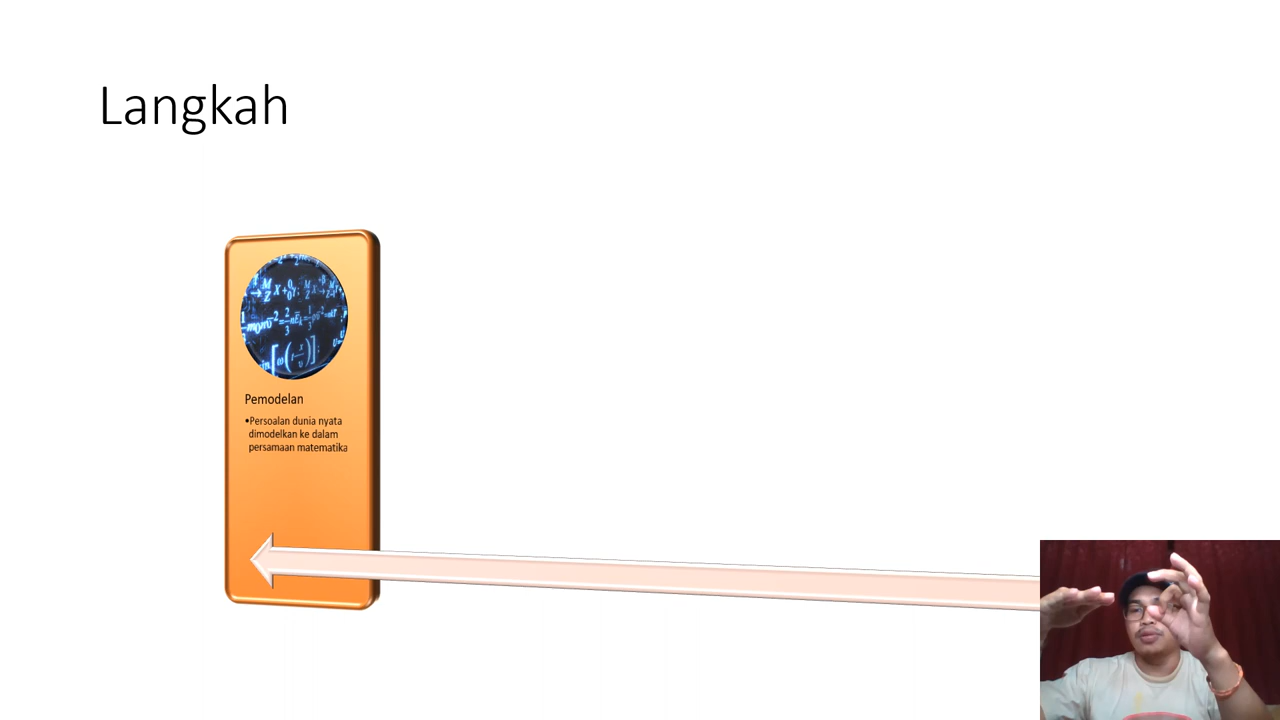 Langkah
Pemodelan
•Persoalan dunia nyata
dimodelkan ke dalam
persamaan matematika